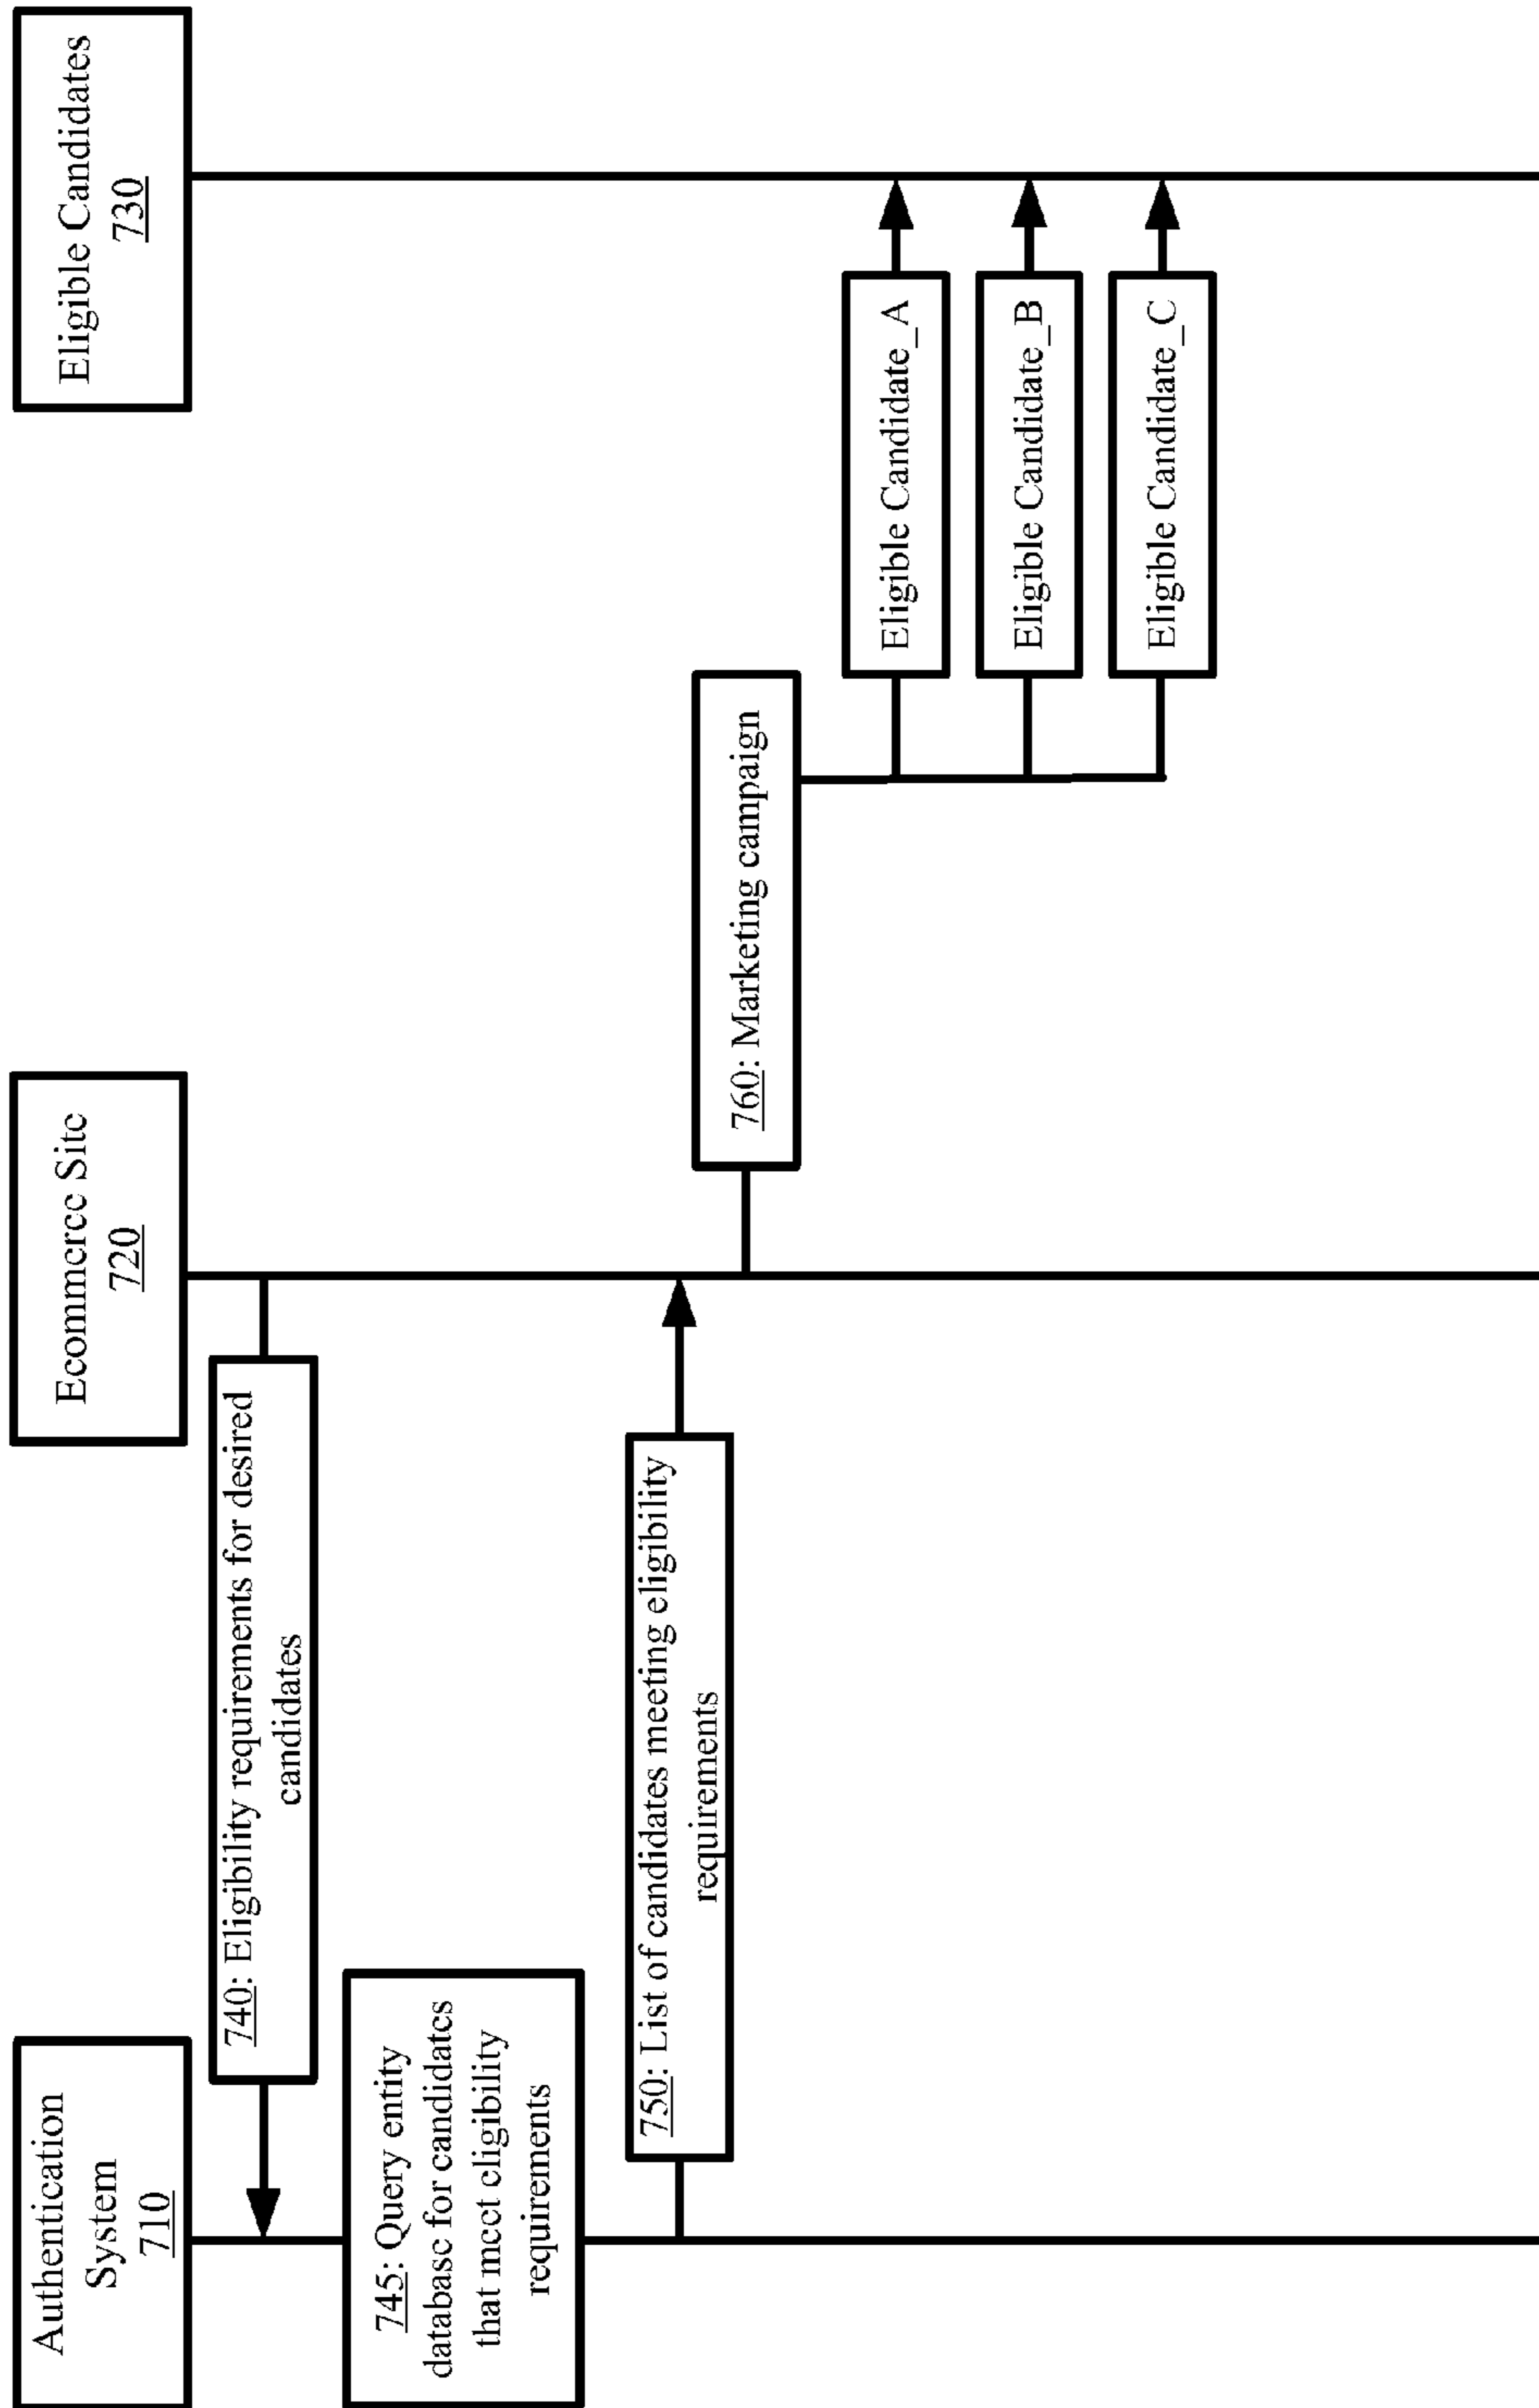 Authentication
System
710
Ecommerce Site
720
Eligible Candidates
730
740: Eligibility requirements for desired
candidates
745: Query entity
database for candidates
that meet eligibility
requirements
750: List of candidates meeting eligibility
requirements
760: Marketing campaign
Eligible Candidate_A
Eligible Candidate_B
Eligible Candidate_C